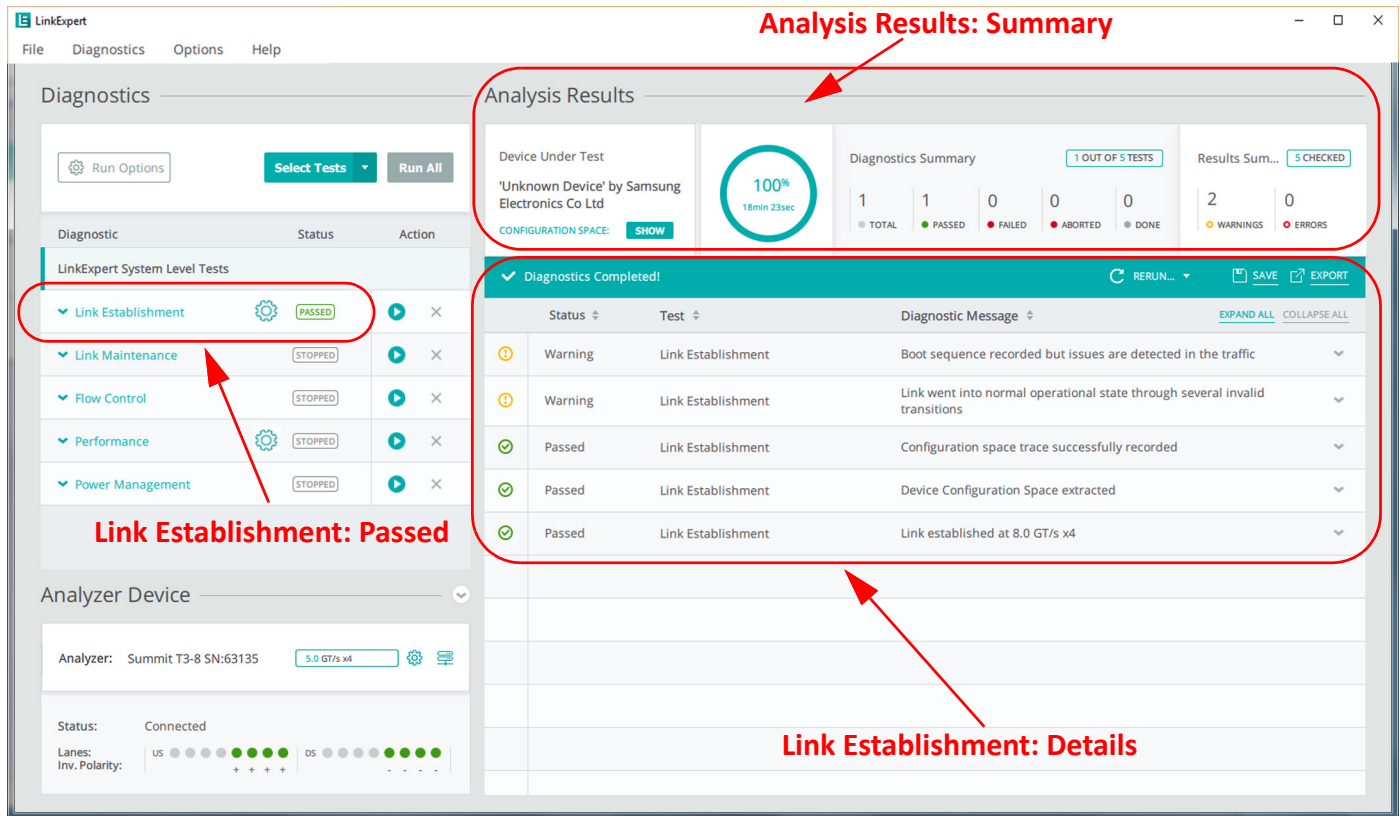 LinkExpert
Analysis Results: Summary
File Diagnostics Options Help
Diagnostics
Run Options
Select Tests
Run All
Diagnostic Status Action
LinkExpert System Level Tests
Link Establishment PASSED
Link Maintenance STOPPED
Flow Control STOPPED
Performance STOPPED
Power Management STOPPED
Link Establishment: Passed
Analyzer Device
Analyzer: Summit T3-8 SN:63135 5.0 GT/s x4
Status: Connected
Lanes: US DS
Inv. Polarity: + + + + - - - -
Analysis Results
Device Under Test
'Unknown Device' by Samsung
Electronics Co Ltd
CONFIGURATION SPACE: SHOW
100%
18min 23sec
Diagnostics Summary 1 OUT OF 5 TESTS
1 1 0 0 0
TOTAL PASSED FAILED ABORTED DONE
Results Sum... 5 CHECKED
2 0
WARNINGS ERRORS
Diagnostics Completed! RERUN... SAVE EXPORT
Status Test Diagnostic Message EXPAND ALL COLLAPSE ALL
Warning Link Establishment Boot sequence recorded but issues are detected in the traffic
Warning Link Establishment Link went into normal operational state through several invalid
transitions
Passed Link Establishment Configuration space trace successfully recorded
Passed Link Establishment Device Configuration Space extracted
Passed Link Establishment Link established at 8.0 GT/s x4
Link Establishment: Details